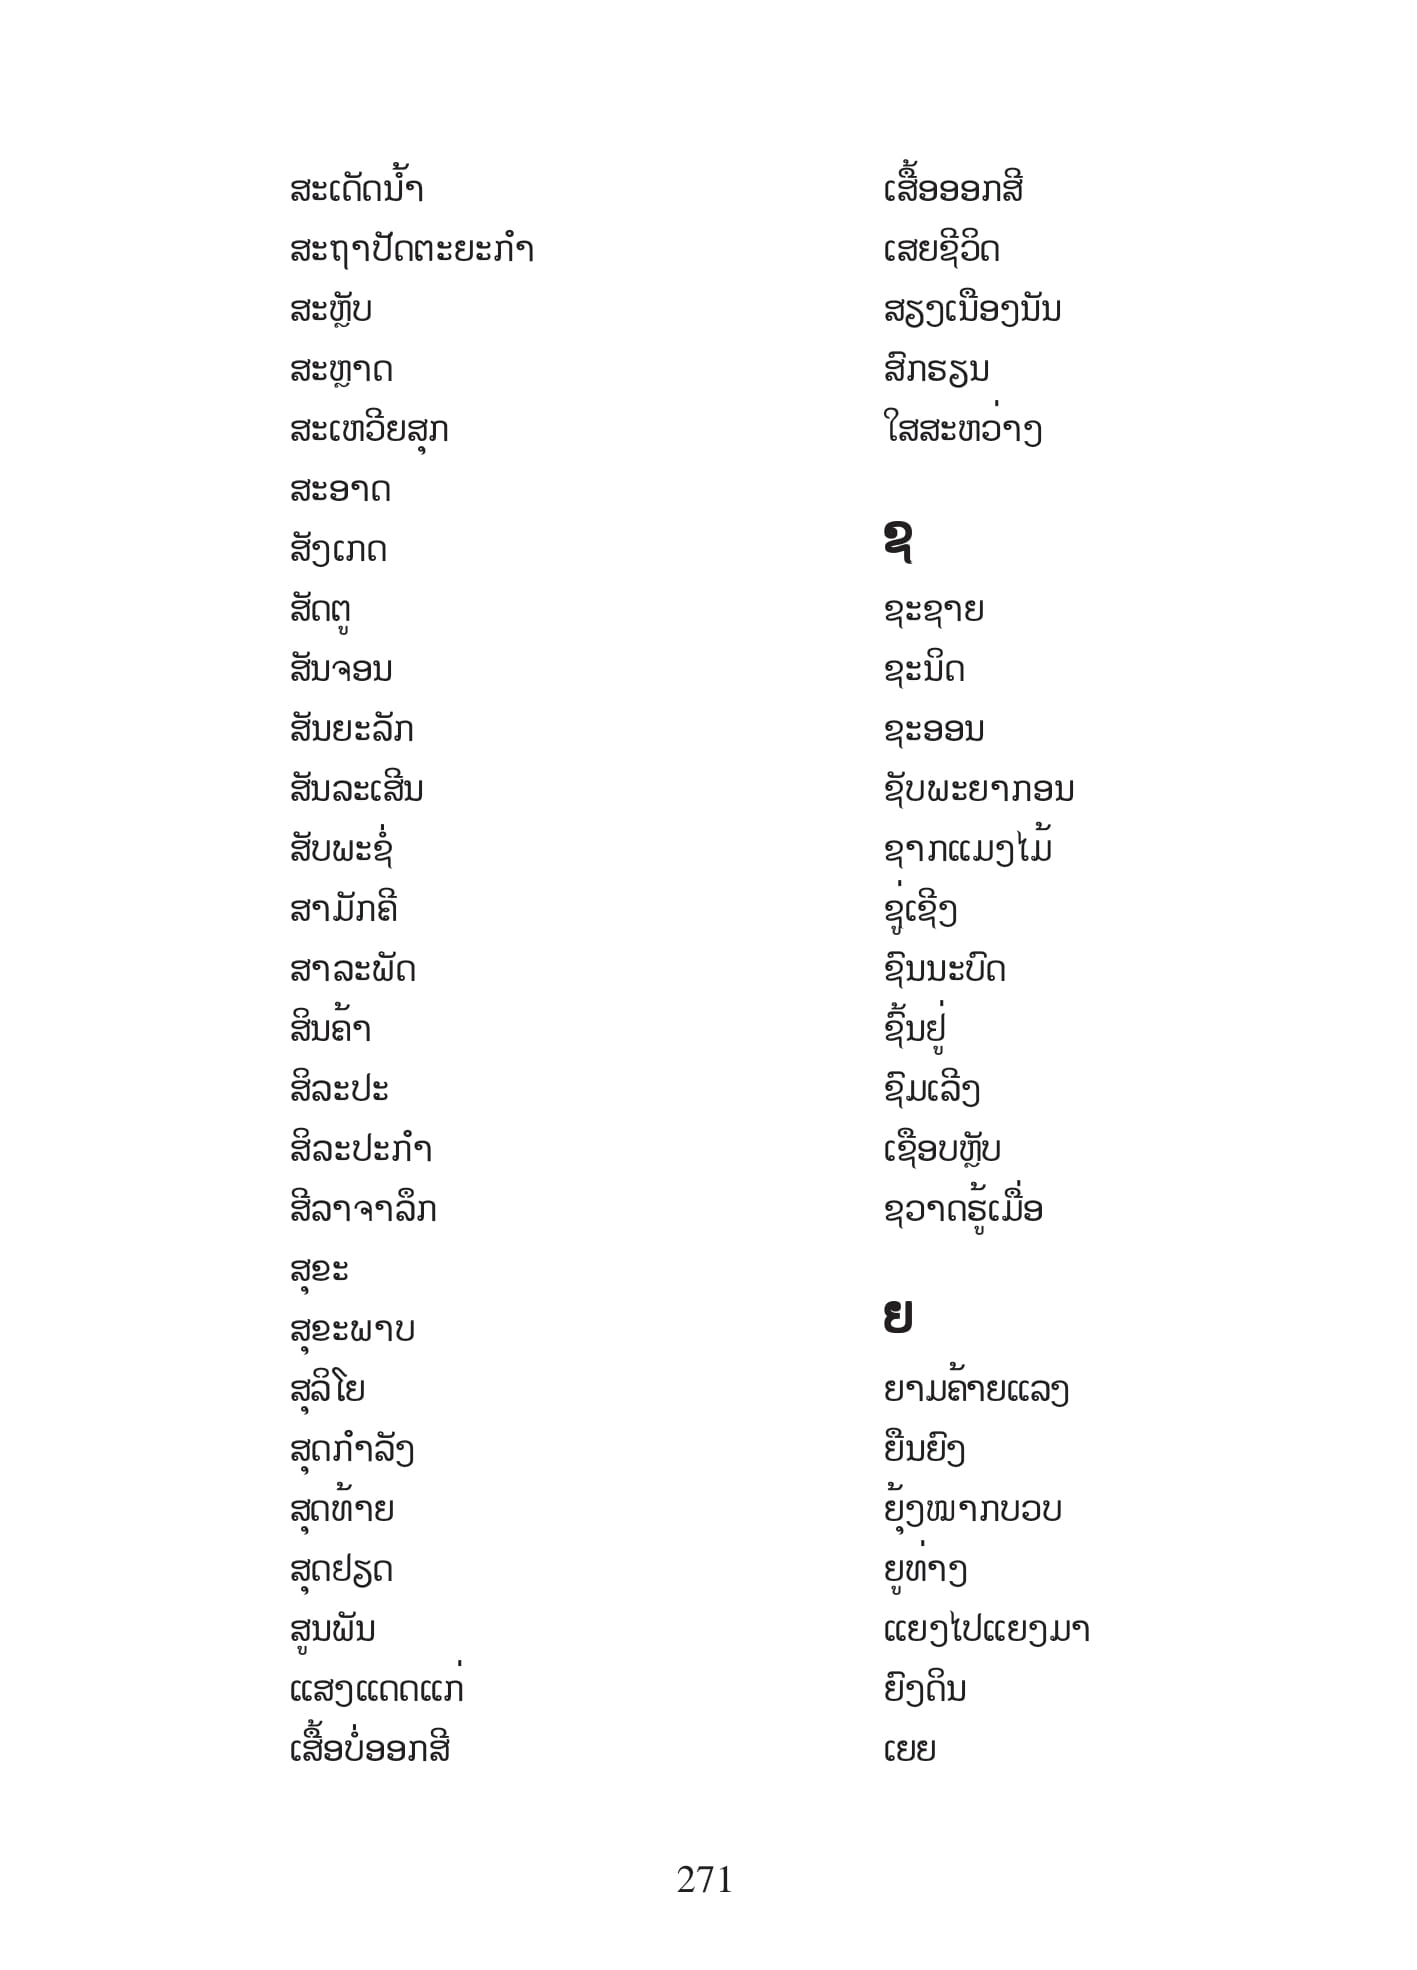 ສະເດັດນ້ຳ
ສະຖາປັດຕະຍະກຳ
ສະຫຼັບ
ສະຫຼາດ
ສະເຫວີຍສຸກ
ສະອາດ
ສັງເກດ
ສັດຕູ
ສັນຈອນ
ສັນຍະລັກ
ສັນລະເສີນ
ສັບພະຊໍ່
ສາມັກຄີ
ສາລະພັດ
ສິນຄ້າ
ສິລະປະ
ສິລະປະກຳ
ສີລາຈາລຶກ
ສຸຂະ
ສຸຂະພາບ
ສຸລິໂຍ
ສຸດກຳລັງ
ສຸດທ້າຍ
ສຸດຢຽດ
ສູນພັນ
ແສງແດດແກ່
ເສື້ອບໍ່ອອກສີ
ເສື້ອອອກສີ
ເສຍຊີວິດ
ສຽງເນືອງນັນ
ສົກຮຽນ
ໃສສະຫວ່າງ
ຊ
ຊະຊາຍ
ຊະນິດ
ຊະອອນ
ຊັບພະຍາກອນ
ຊາກແມງໄມ້
ຊູ່ເຊີງ
ຊົນນະບົດ
ຊົ້ນຢູ່
ຊົມເລີງ
ເຊືອບຫຼັບ
ຊວາດຮູ້ເມື່ອ
ຍ
ຍາມຄ້າຍແລງ
ຍືນຍົງ
ຍຸ້ງໝາກບວບ
ຍູທ່າງ
ແຍງໄປແຍງມາ
ຍົງດິນ
ເຍຍ
271